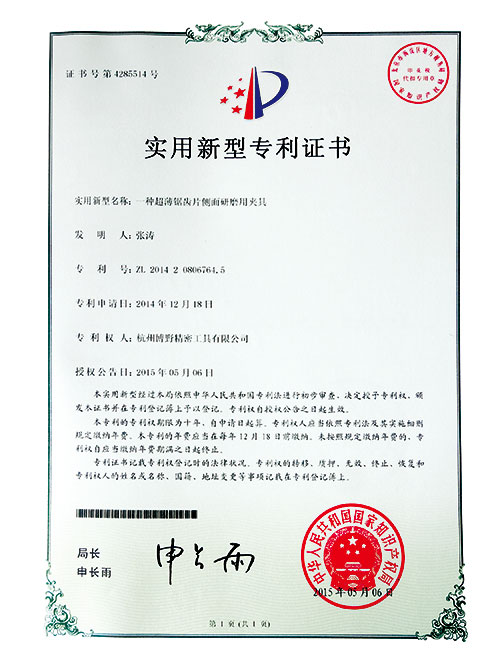 证书号第4285514号
印花税
代扣专用章
实用新型专利证书
实用新型名称：一种超薄锯齿片侧面研磨用夹具
发明人：张涛
专利号：ZL 2014 2 0806764.5
专利申请日：2014年12月18日
专利权人：杭州博野精密工具有限公司
授权公告日：2015年05月06日
本实用新型经过本局依照中华人民共和国专利法进行初步审查，决定授予专利权，颁
发本证书并在专利登记簿上予以登记。专利权自授权公告之日起生效。
本专利的专利权期限为十年，自申请日起算。专利权人应当依照专利法及其实施细则
规定缴纳年费。本专利的年费应当在每年12月18日前缴纳。未按照规定缴纳年费的，专
利权自应当缴纳年费期满之日起终止。
专利证书记载专利权登记时的法律状况。专利权的转移、质押、无效、终止、恢复和
专利权人的姓名或名称、国籍、地址变更等事项记载在专利登记簿上。
局长
申长雨
申长雨
中华人民共和国国家知识产权局
2015年05月06日
第1页（共1页）